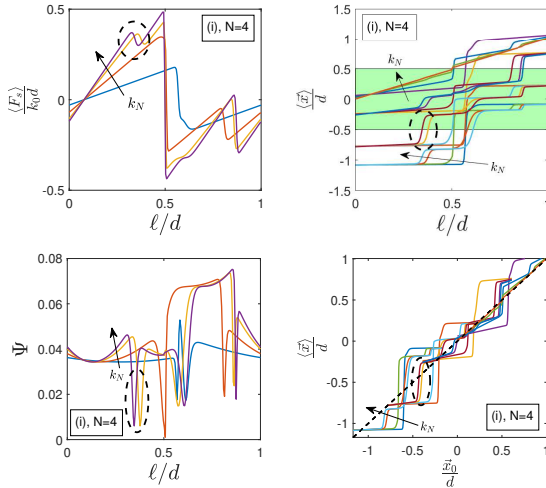 0.5
0
-0.5
⟨F_s⟩
k_0 d
k_N
(i), N=4
0 0.5 1
ℓ/d
1.5
1
0.5
0
-0.5
-1
-1.5
⟨x⃗⟩
d
k_N
k_N
(i), N=4
0 0.5 1
ℓ/d
0.08
0.06
0.04
0.02
0
Ψ
k_N
(i), N=4
0 0.5 1
ℓ/d
1
0.5
0
-0.5
-1
⟨x⃗⟩
d
k_N
(i), N=4
-1 -0.5 0 0.5 1
x⃗_0
d